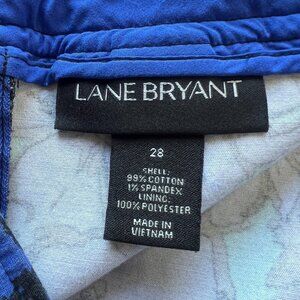 LANE BRYANT
28
SHELL:
99% COTTON
1% SPANDEX
LINING:
100% POLYESTER
MADE IN
VIETNAM